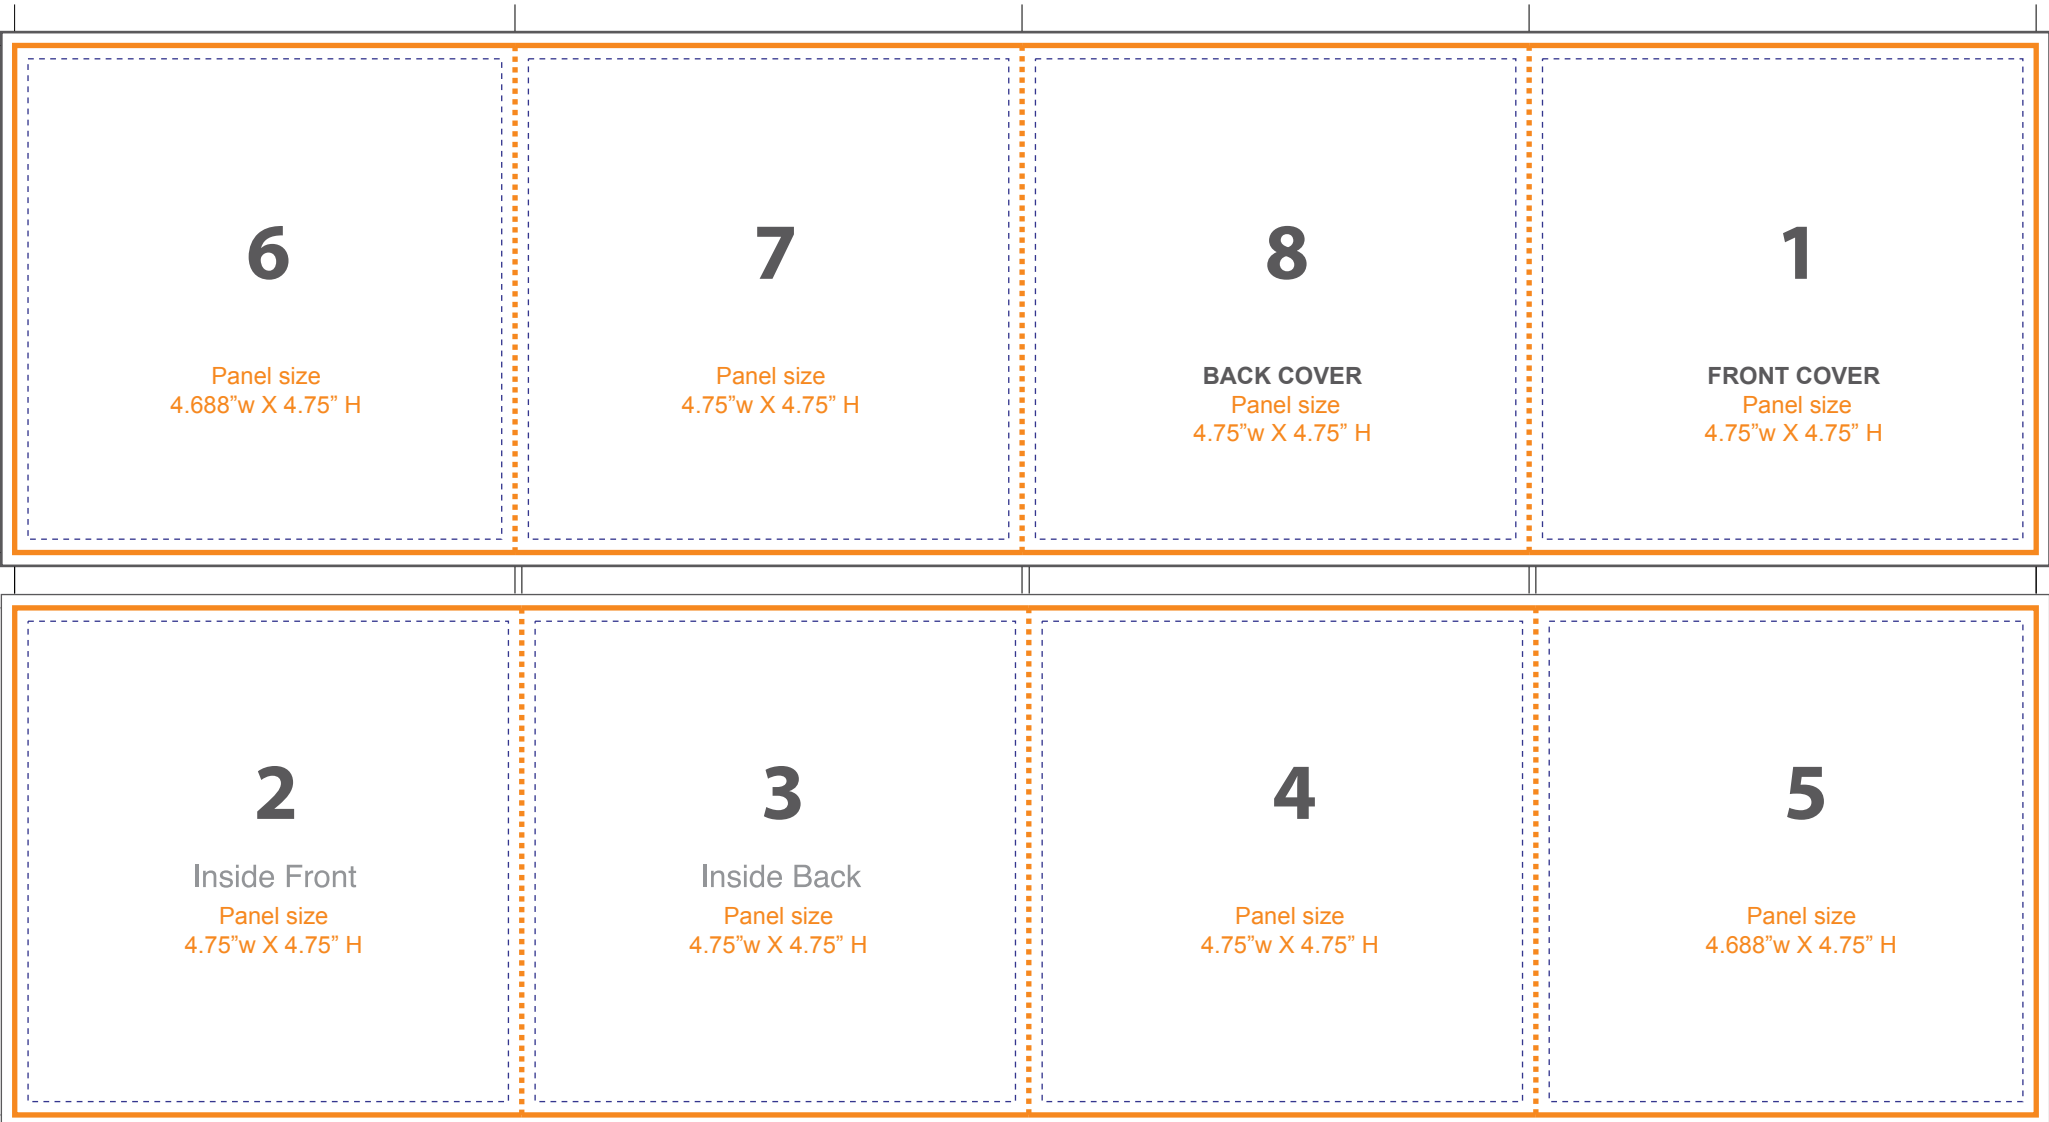 6
Panel size
4.688”w X 4.75” H
7
Panel size
4.75”w X 4.75” H
8
BACK COVER
Panel size
4.75”w X 4.75” H
1
FRONT COVER
Panel size
4.75”w X 4.75” H
2
Inside Front
Panel size
4.75”w X 4.75” H
3
Inside Back
Panel size
4.75”w X 4.75” H
4
Panel size
4.75”w X 4.75” H
5
Panel size
4.688”w X 4.75” H